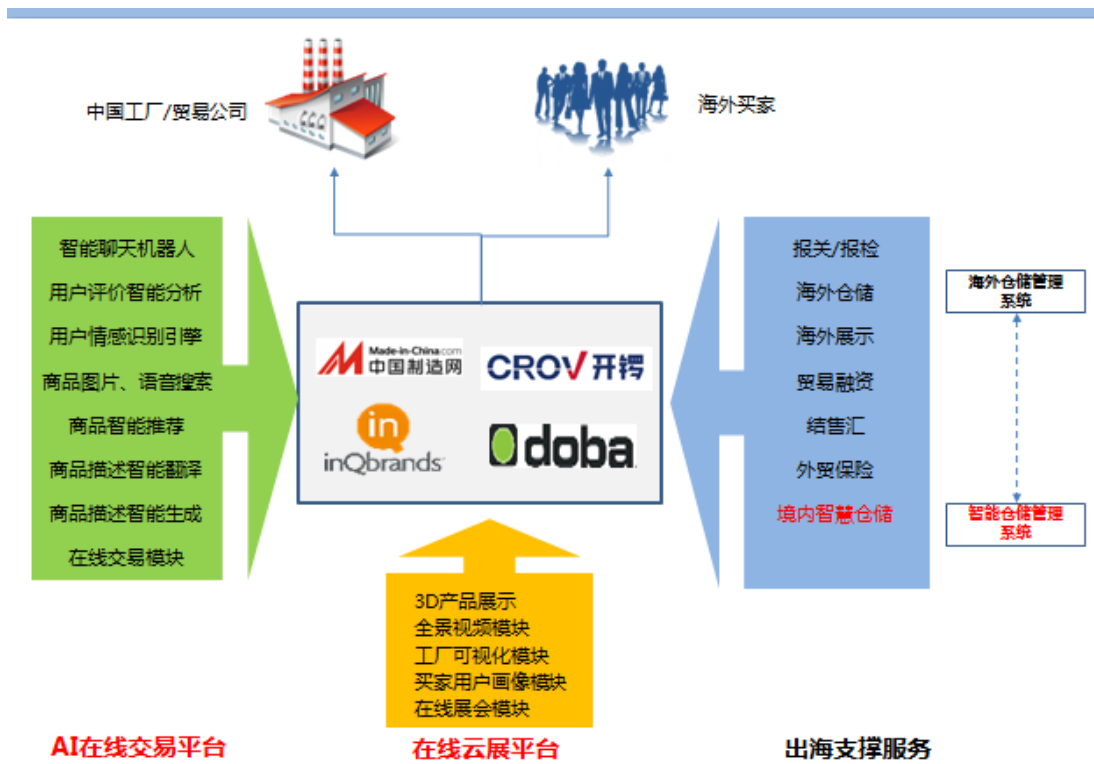 中国工厂/贸易公司
海外买家
智能聊天机器人
用户评价智能分析
用户情感识别引擎
商品图片、语音搜索
商品智能推荐
商品描述智能翻译
商品描述智能生成
在线交易模块
Made-in-China.com
中国制造网
CROV开锣
inQbrands
doba
报关/报检
海外仓储
海外展示
贸易融资
结售汇
外贸保险
境内智慧仓储
海外仓储管理
系统
智能仓储管理
系统
3D产品展示
全景视频模块
工厂可视化模块
买家用户画像模块
在线展会模块
AI在线交易平台
在线云展平台
出海支撑服务